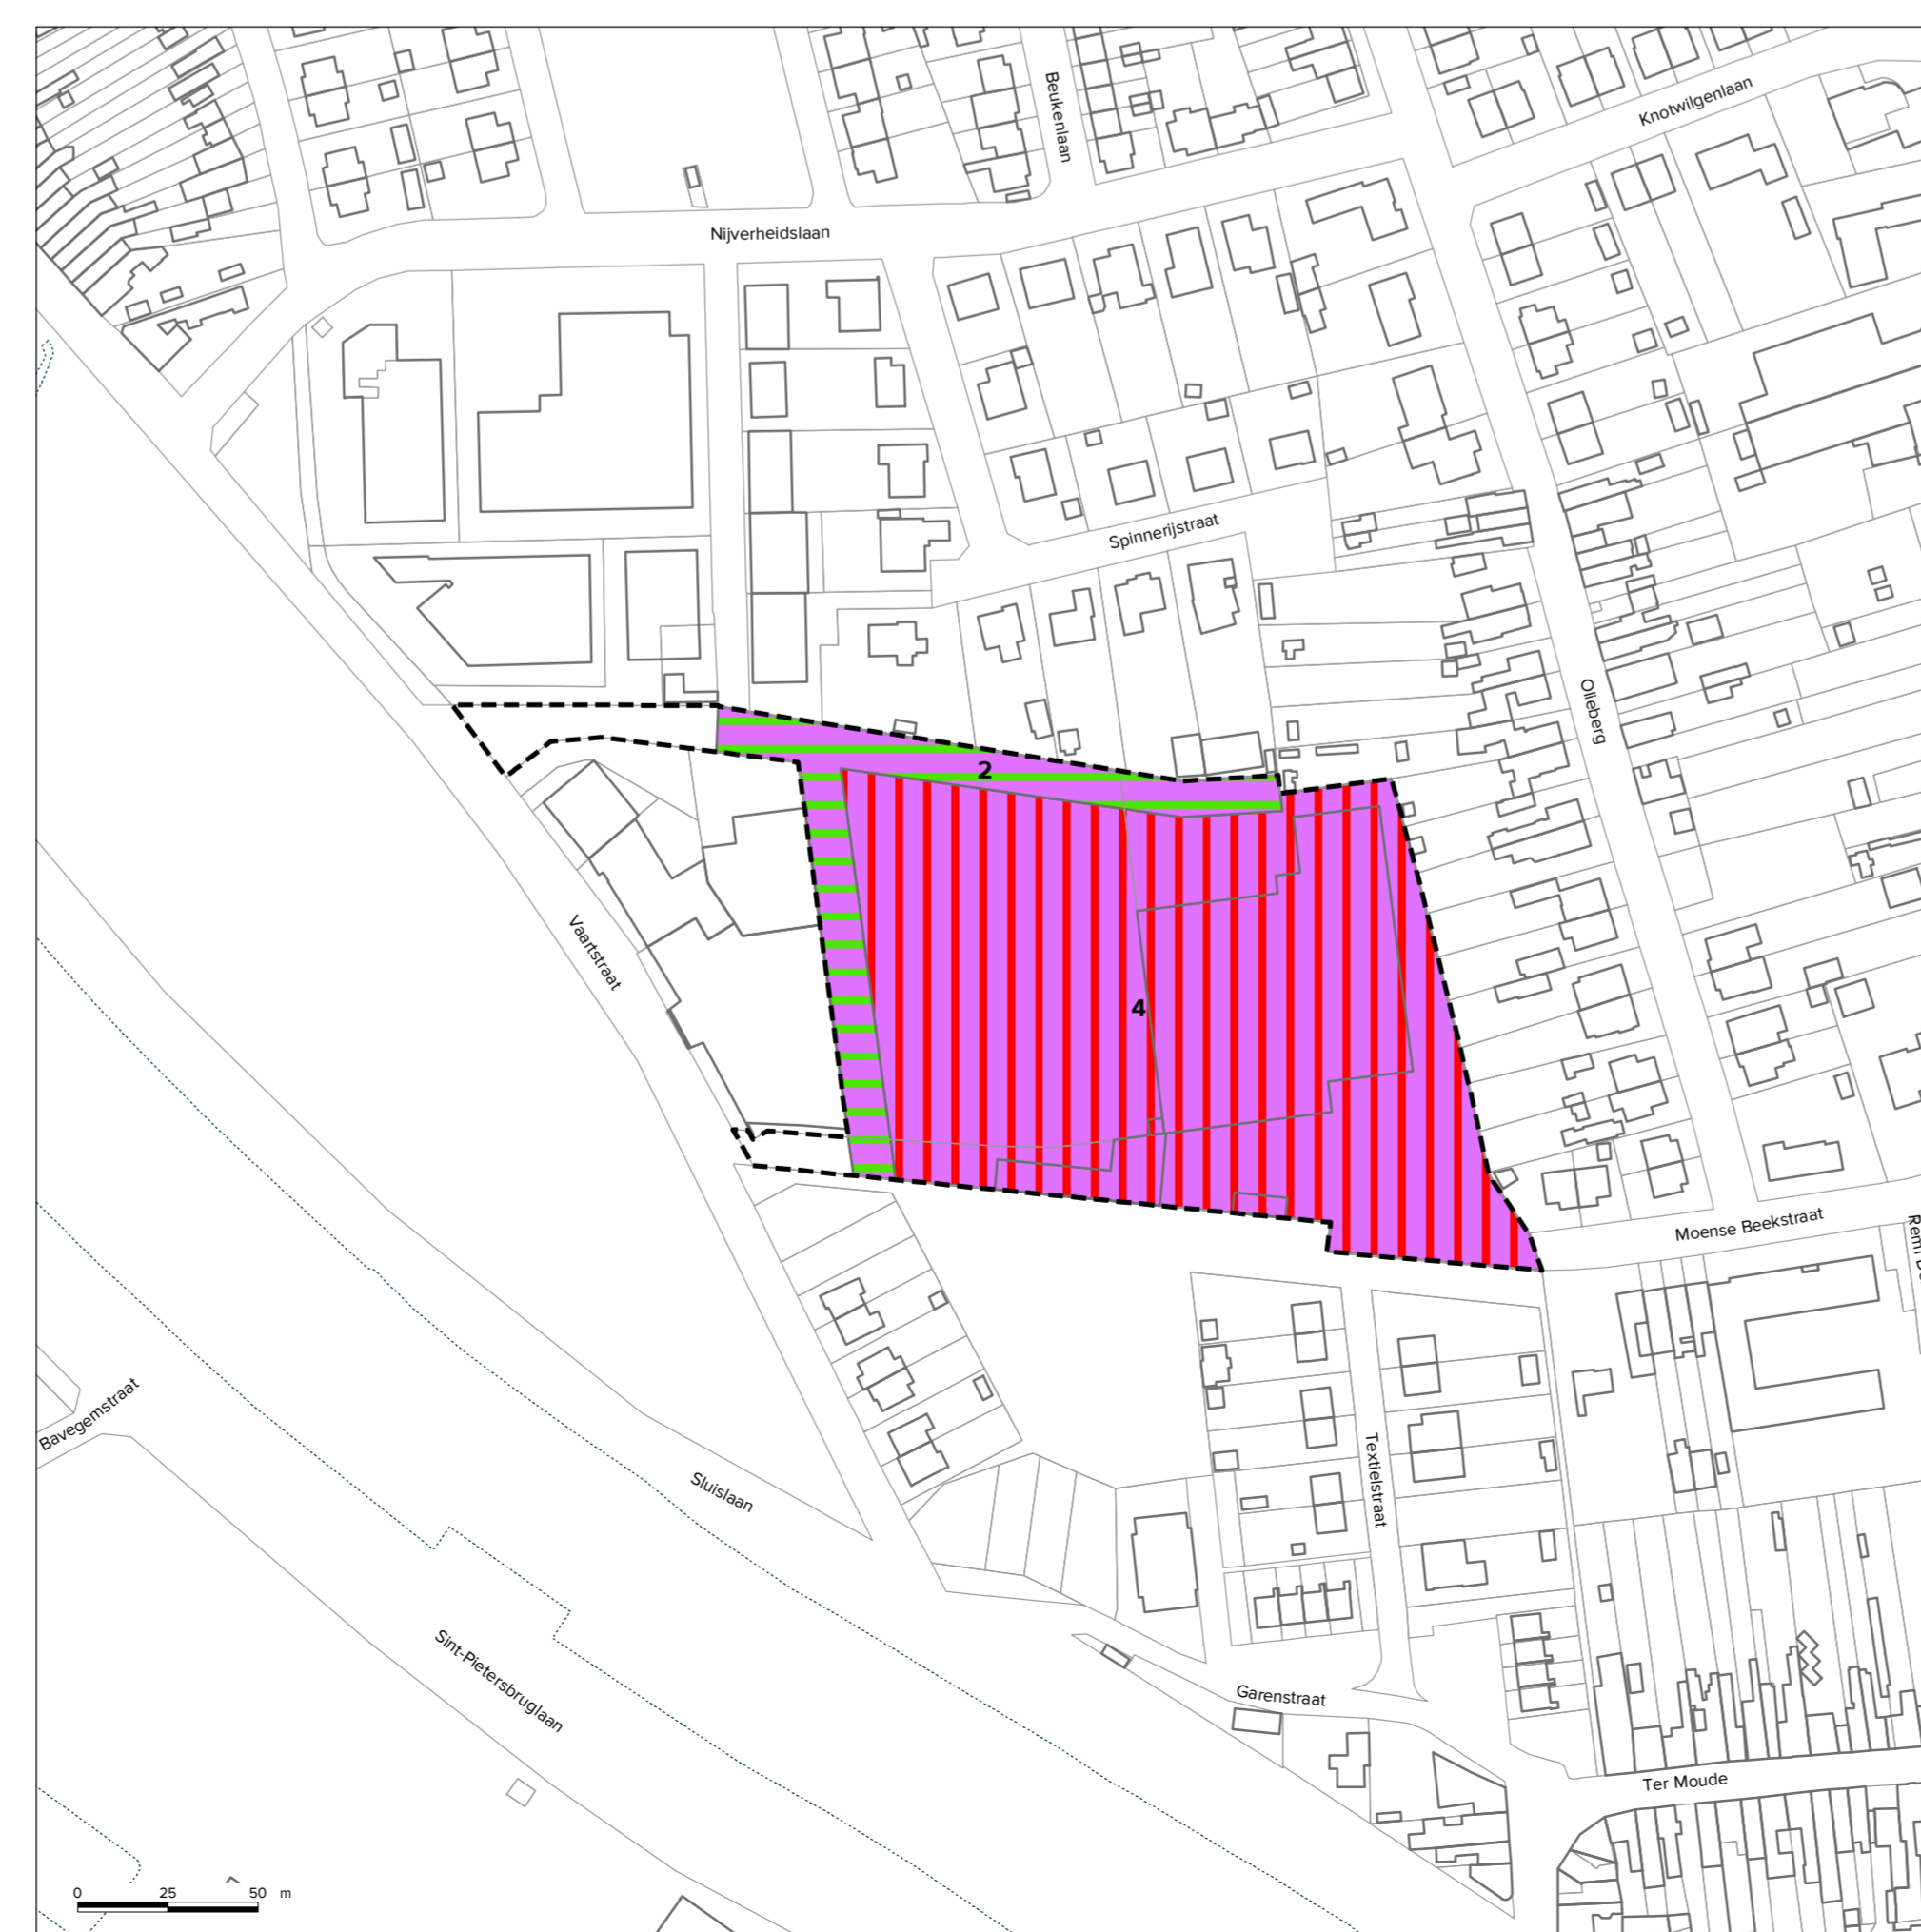 Beukenlaan
Knotwilgenlaan
Nijverheidslaan
Spinnerijstraat
Olieberg
2
Vaartstraat
4
Moense Beekstraat
Bavegemstraat
Textielstraat
Sluislaan
Sint-Pietersbruglaan
Garenstraat
Ter Moude
0 25 50 m